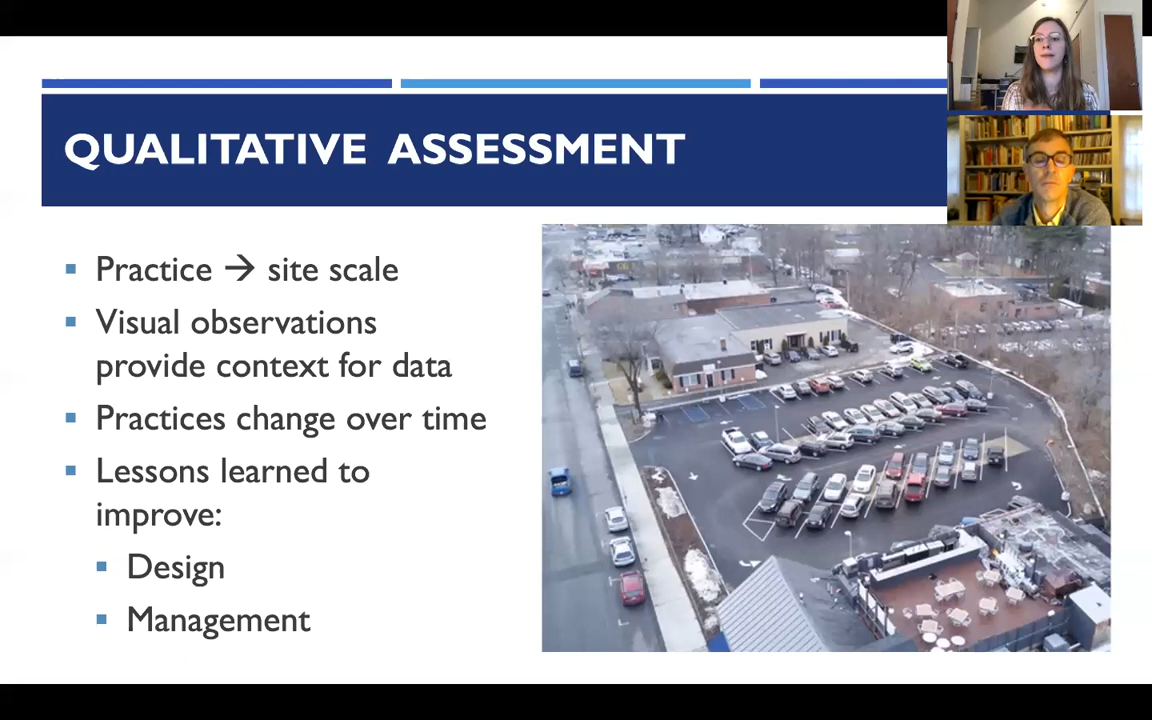 QUALITATIVE ASSESSMENT
Practice → site scale
Visual observations
provide context for data
Practices change over time
Lessons learned to
improve:
Design
Management